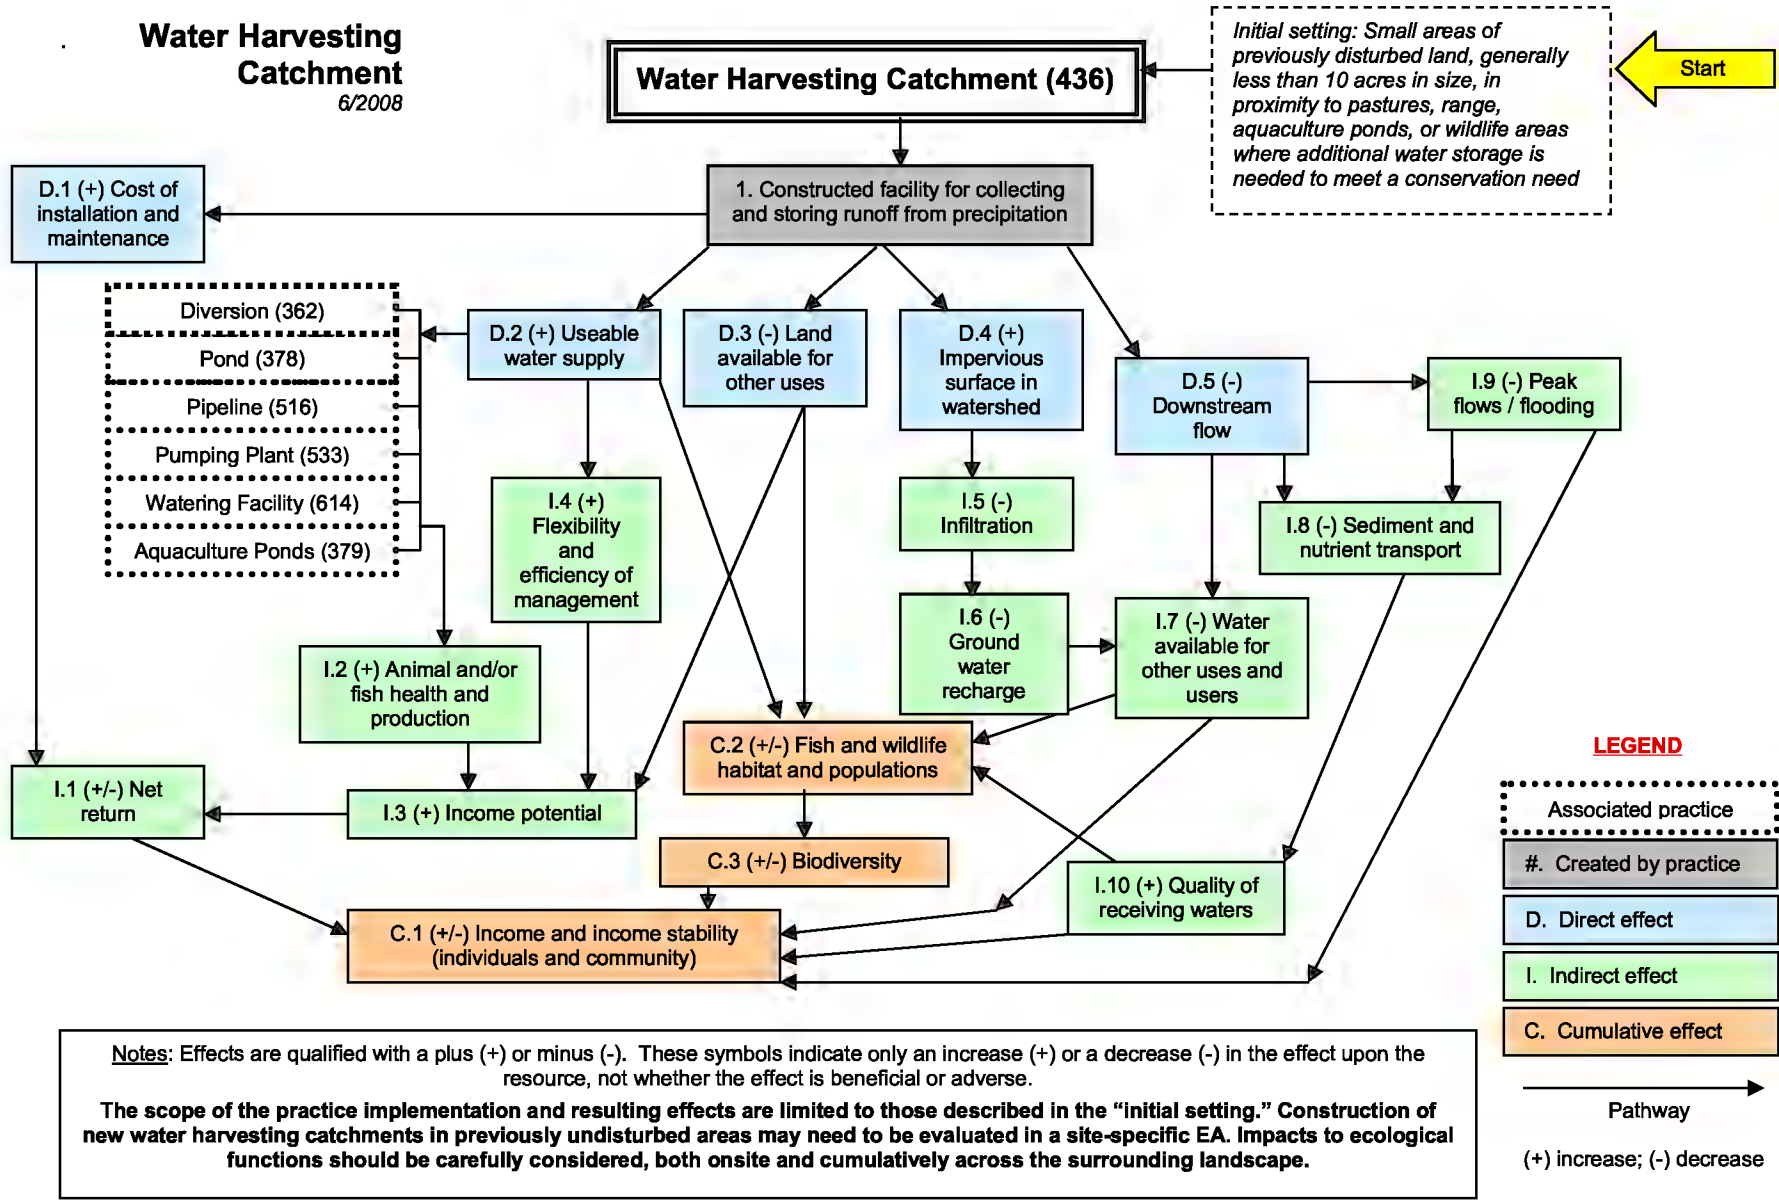 Water Harvesting
Catchment
6/2008
Water Harvesting Catchment (436)
Initial setting: Small areas of
previously disturbed land, generally
less than 10 acres in size, in
proximity to pastures, range,
aquaculture ponds, or wildlife areas
where additional water storage is
needed to meet a conservation need
Start
D.1 (+) Cost of
installation and
maintenance
1. Constructed facility for collecting
and storing runoff from precipitation
Diversion (362)
Pond (378)
Pipeline (516)
Pumping Plant (533)
Watering Facility (614)
Aquaculture Ponds (379)
D.2 (+) Useable
water supply
D.3 (-) Land
available for
other uses
D.4 (+)
Impervious
surface in
watershed
D.5 (-)
Downstream
flow
I.9 (-) Peak
flows / flooding
I.4 (+)
Flexibility
and
efficiency of
management
I.5 (-)
Infiltration
I.8 (-) Sediment and
nutrient transport
I.6 (-)
Ground
water
recharge
I.7 (-) Water
available for
other uses and
users
I.2 (+) Animal and/or
fish health and
production
C.2 (+/-) Fish and wildlife
habitat and populations
I.1 (+/-) Net
return
I.3 (+) Income potential
C.3 (+/-) Biodiversity
I.10 (+) Quality of
receiving waters
C.1 (+/-) Income and income stability
(individuals and community)
LEGEND
Associated practice
#. Created by practice
D. Direct effect
I. Indirect effect
C. Cumulative effect
Pathway
(+) increase; (-) decrease
Notes: Effects are qualified with a plus (+) or minus (-). These symbols indicate only an increase (+) or a decrease (-) in the effect upon the
resource, not whether the effect is beneficial or adverse.
The scope of the practice implementation and resulting effects are limited to those described in the “initial setting.” Construction of
new water harvesting catchments in previously undisturbed areas may need to be evaluated in a site-specific EA. Impacts to ecological
functions should be carefully considered, both onsite and cumulatively across the surrounding landscape.